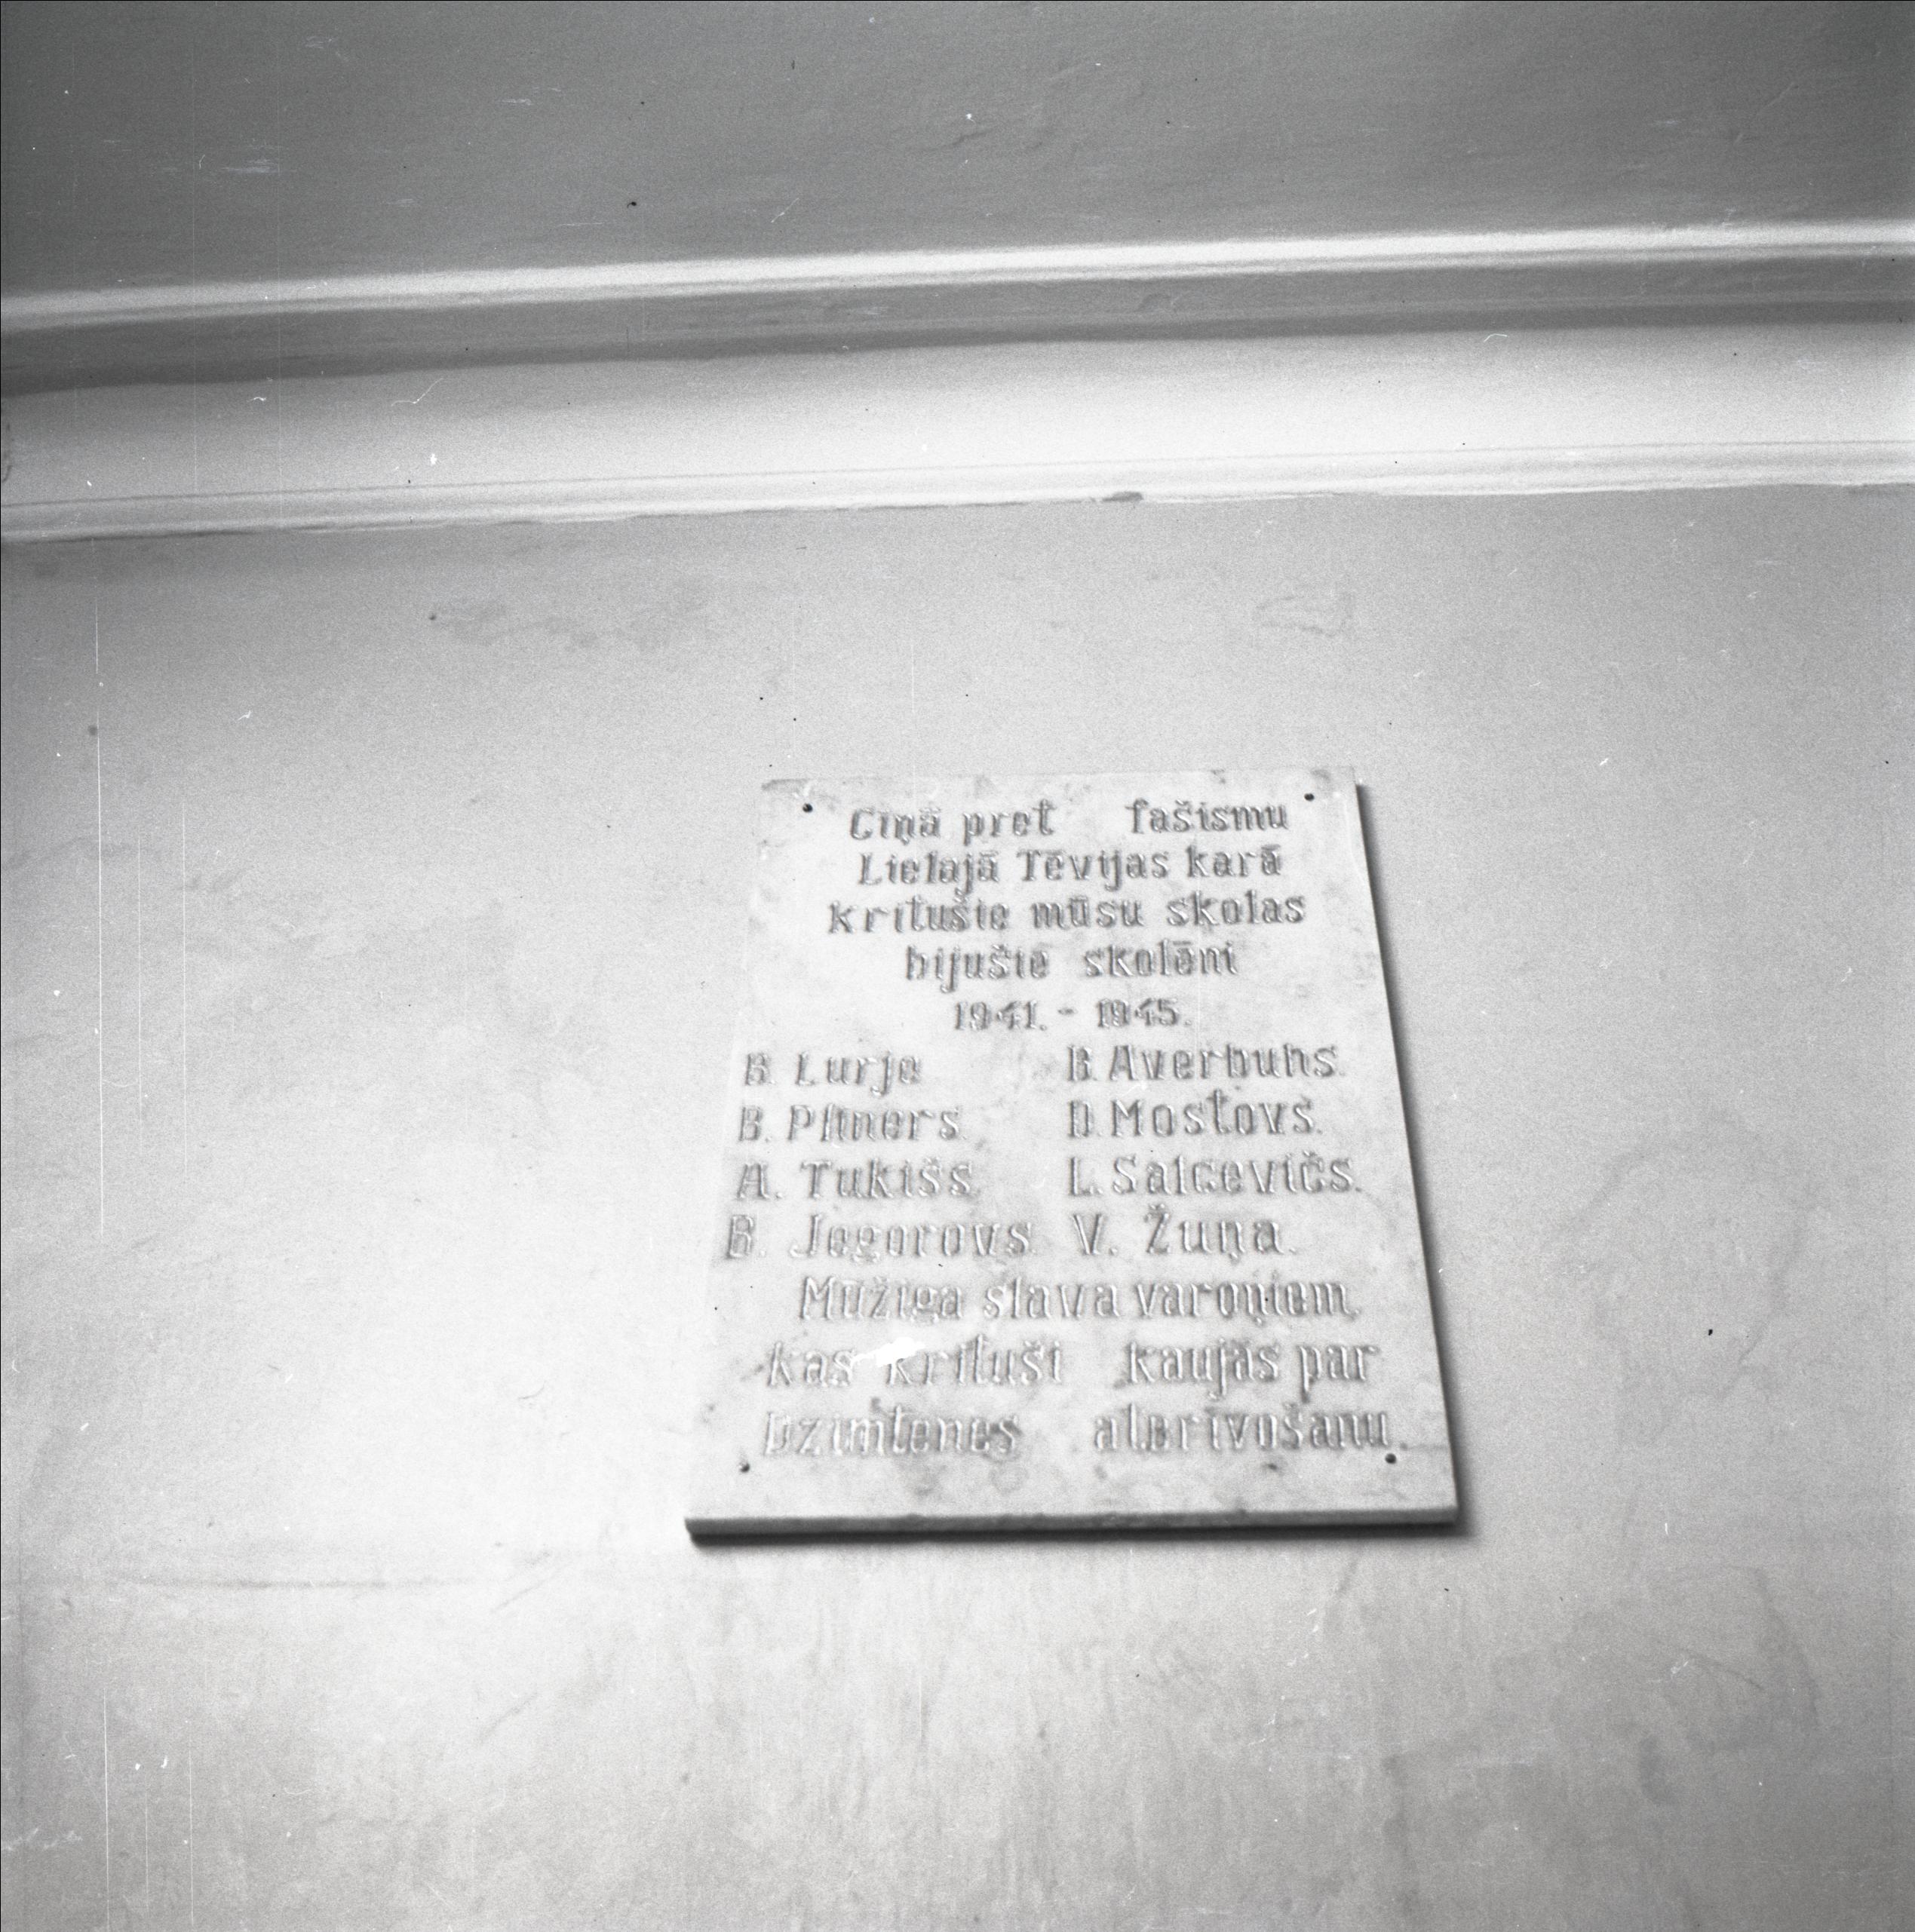 Cīņā pret fašismu
Lielajā Tēvijas karā
kritušie mūsu skolas
bijušie skolēni
1941. - 1945.
B. Lurje B. Averbuhs.
B. D. Mostovs.
A. Tukišs. L. Salcevičs.
B. Jegorovs. V. Žuņa.
Mūžīga slava varoņiem,
kas krituši kaujās par
Dzimtenes atbrīvošanu.